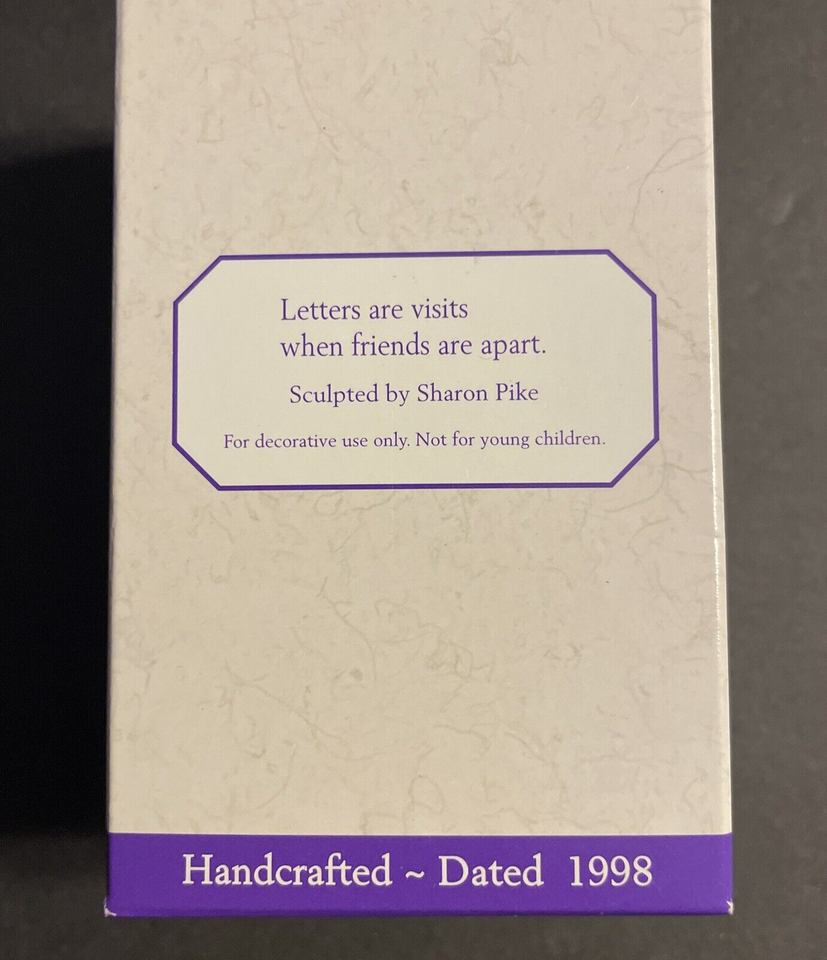 Letters are visits
when friends are apart.
Sculpted by Sharon Pike
For decorative use only. Not for young children.
Handcrafted ~ Dated 1998